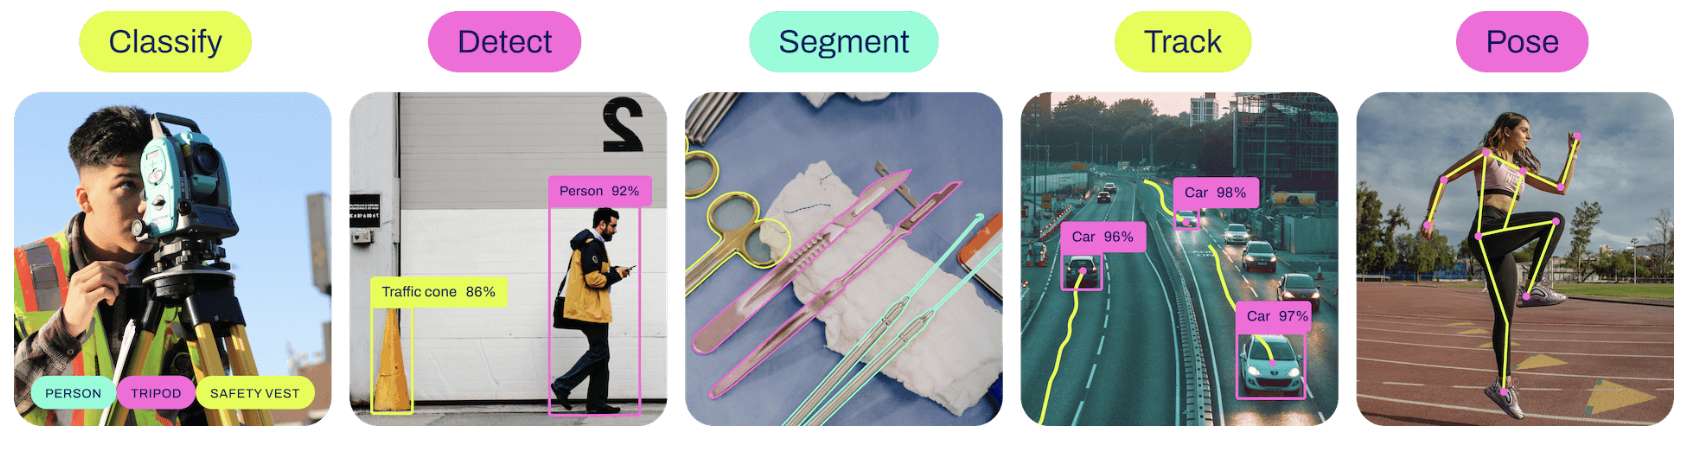 Classify
Detect
Segment
Track
Pose
PERSON
TRIPOD
SAFETY VEST
2
Person 92%
Traffic cone 86%
Car 98%
Car 96%
Car 97%